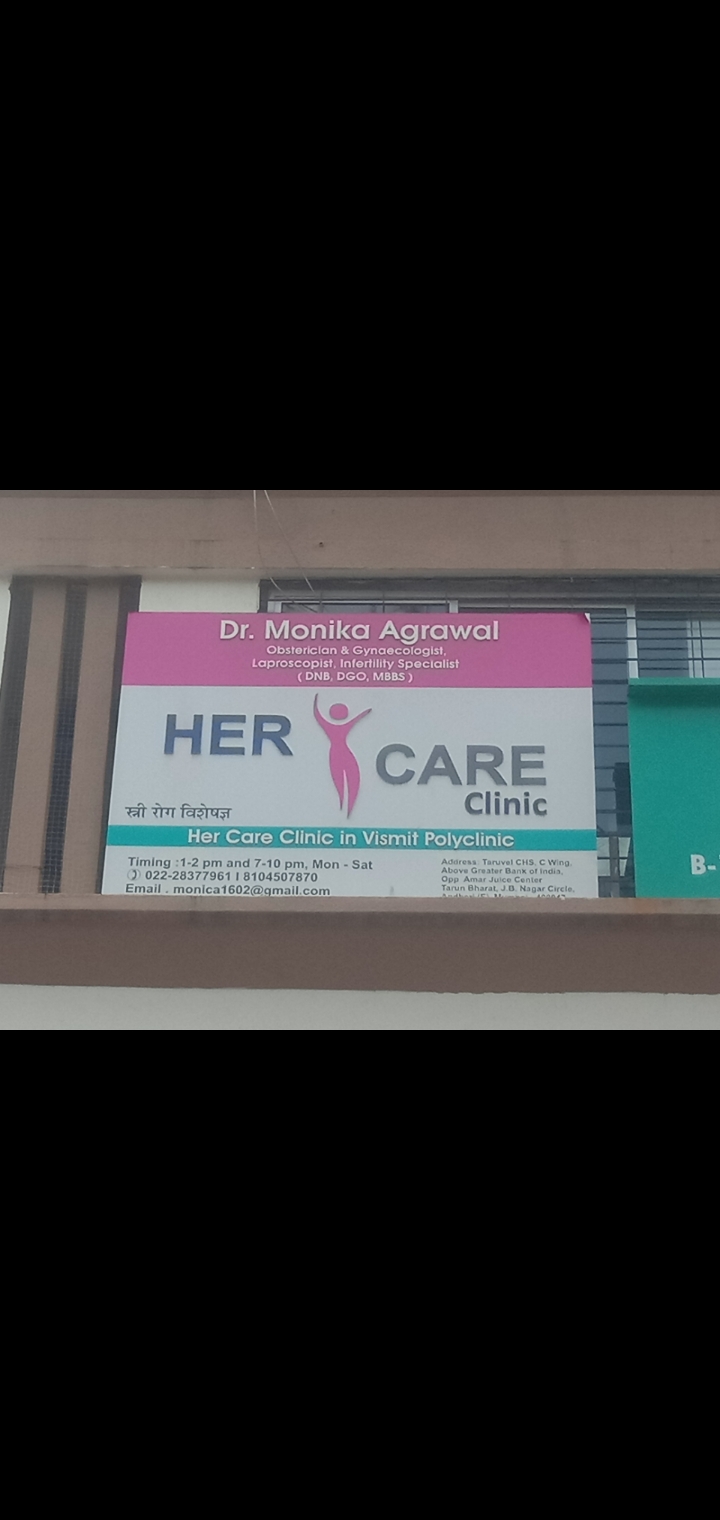 Dr. Monika Agrawal
Obsterician & Gynaecologist,
Laproscopist, Infertility Specialist
( DNB, DGO, MBBS )
HER CARE
Clinic
स्त्री रोग विशेषज्ञ
Her Care Clinic in Vismit Polyclinic
Timing :1-2 pm and 7-10 pm, Mon - Sat
022-28377961 I 8104507870
Email . monica1602@gmail.com
Address: Taruvel CHS, C Wing,
Above Greater Bank of India,
Opp. Amar Juice Center
Tarun Bharat, J.B. Nagar Circle,
B-